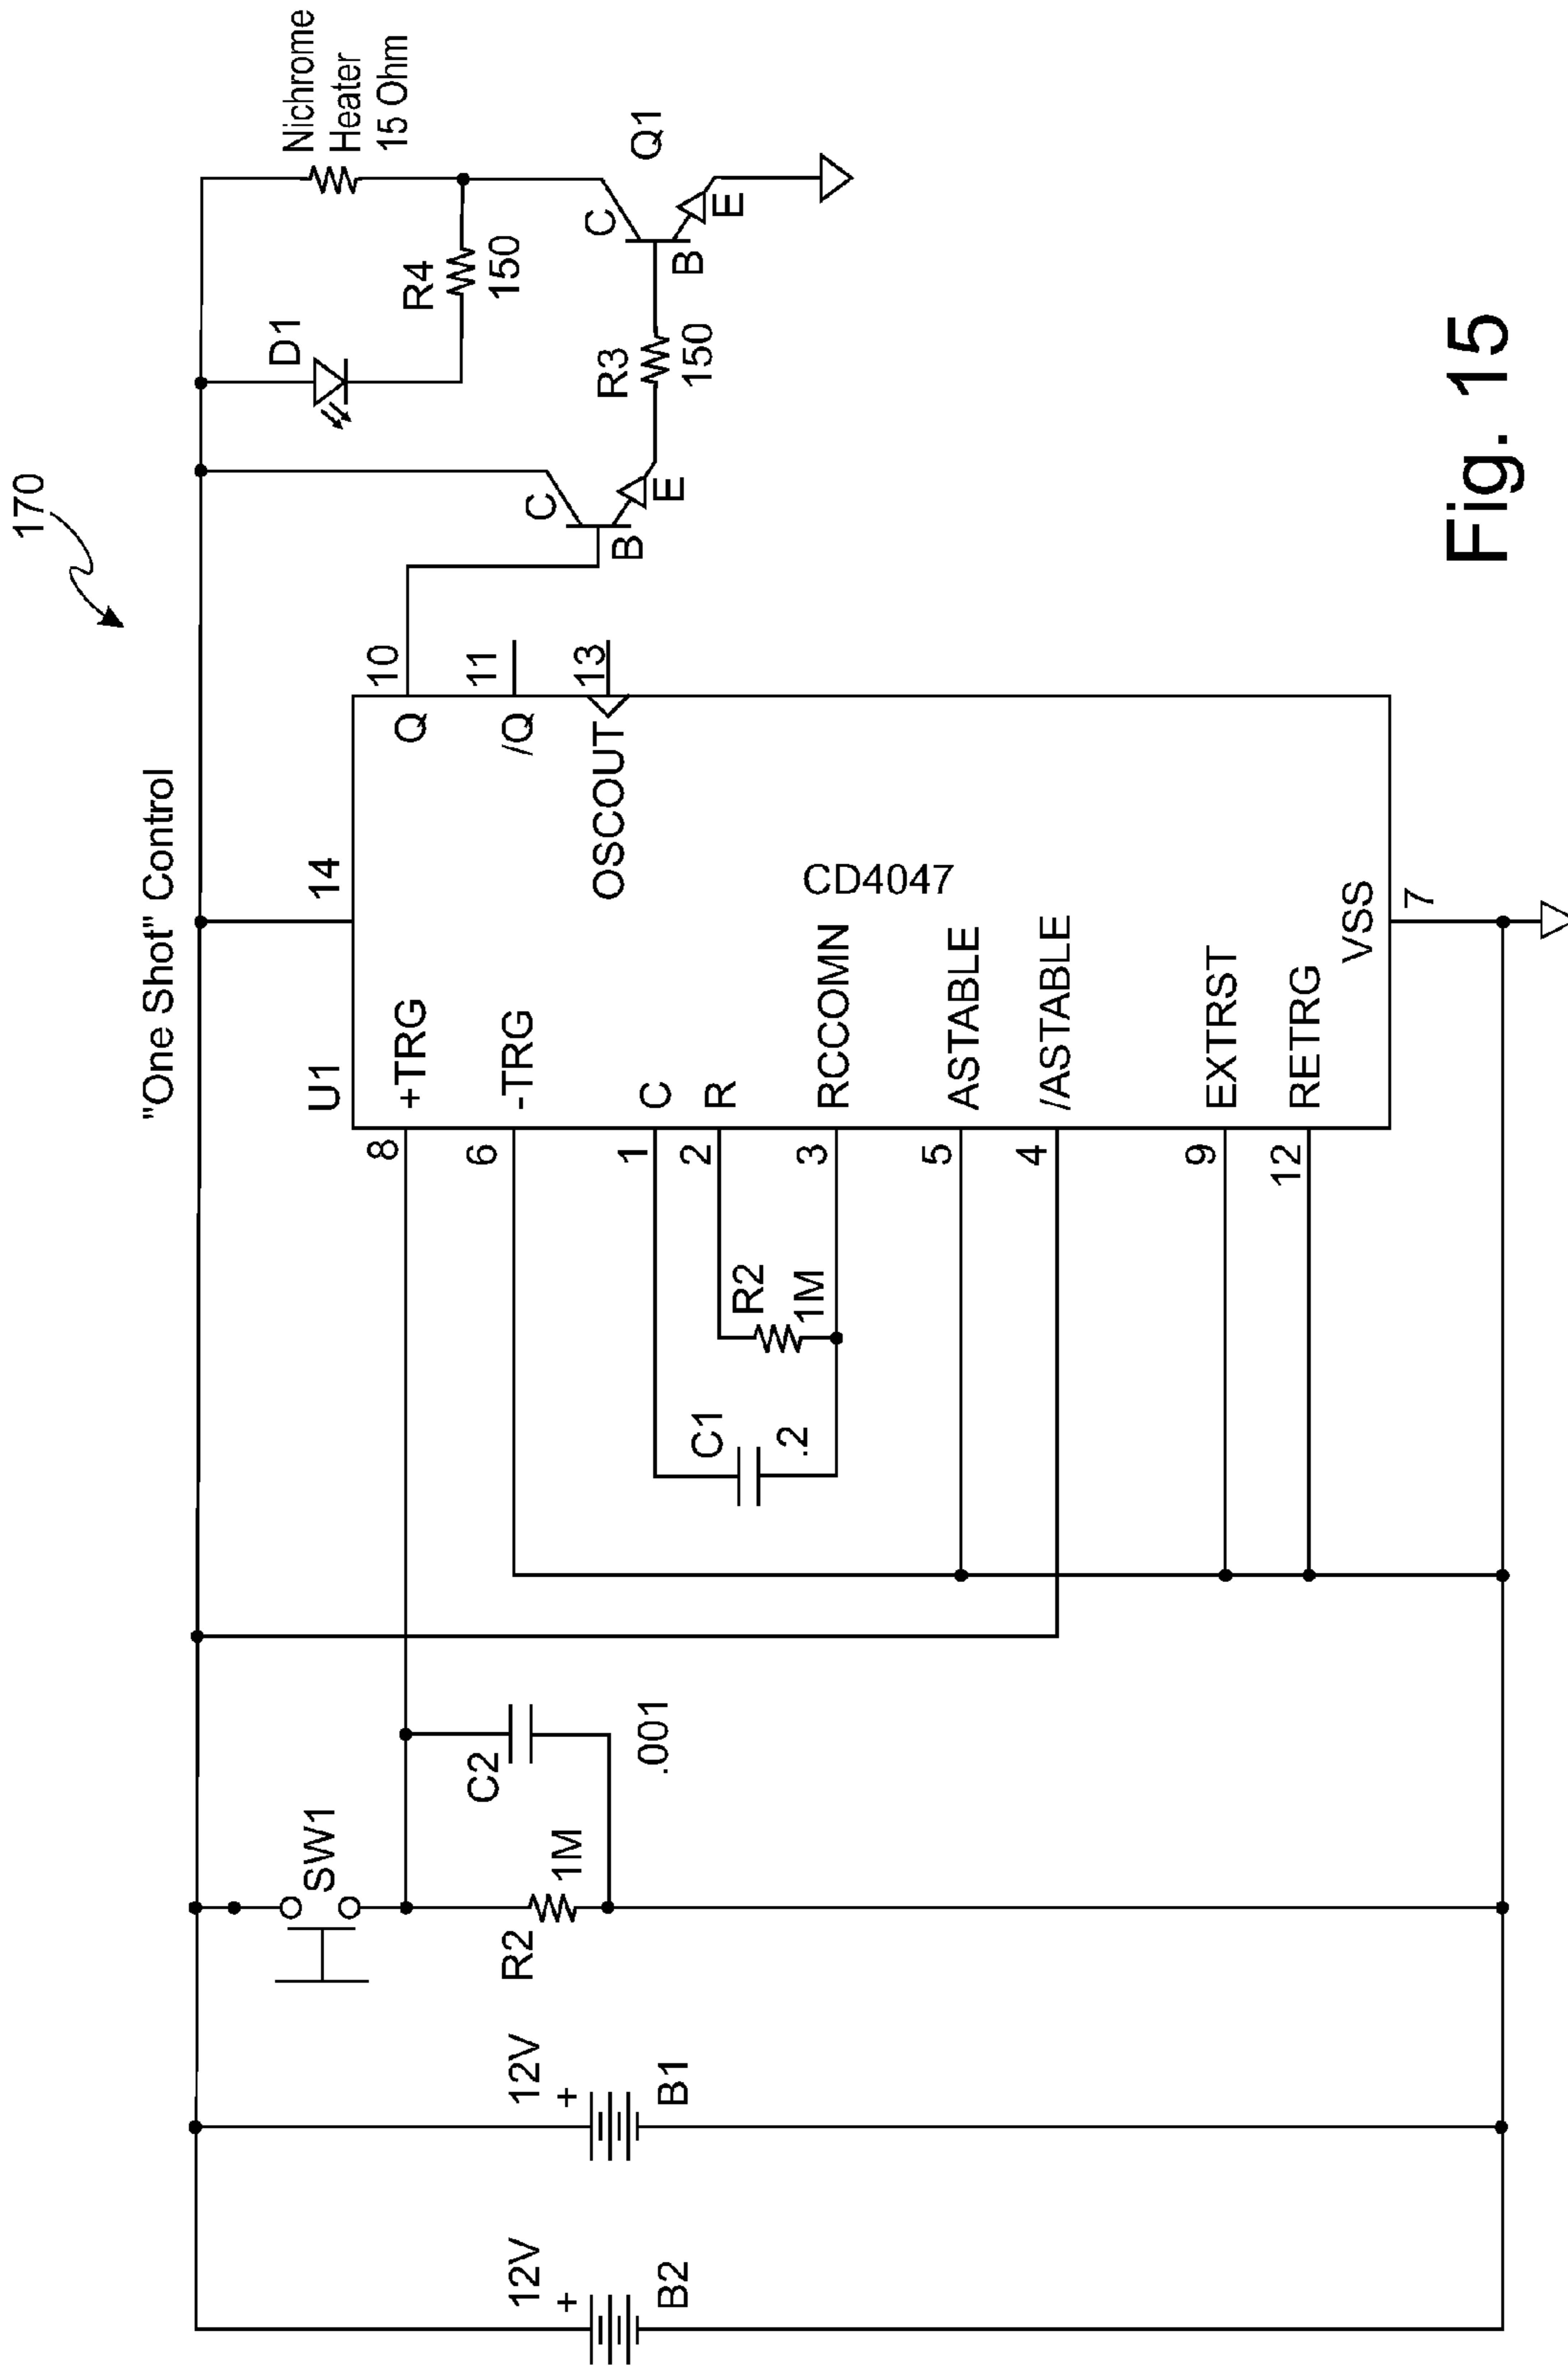 170
"One Shot" Control
12V
+
B2
12V
+
B1
SW1
R2
1M
C2
.001
C1
.2
R2
1M
U1
14
8
+TRG
6
-TRG
1
C
2
R
3
RCCOMN
5
ASTABLE
4
/ASTABLE
9
EXTRST
12
RETRG
CD4047
Q
10
/Q
11
OSCOUT
13
VSS
7
C
B
E
D1
R4
150
R3
150
Nichrome
Heater
15 Ohm
C
B
E
Q1
Fig. 15